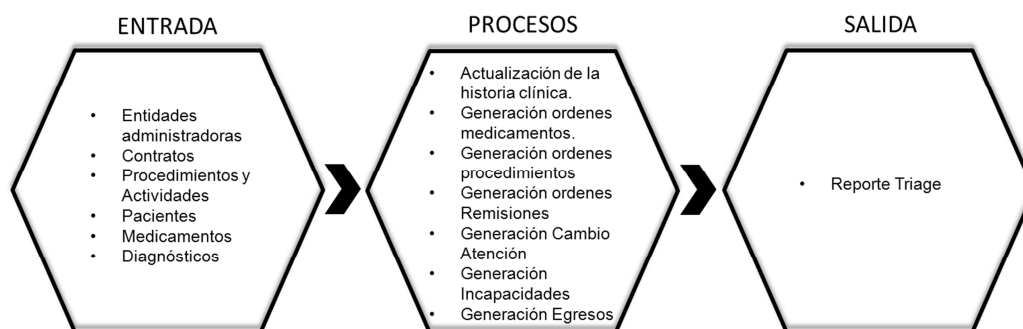 ENTRADA
• Entidades
administradoras
• Contratos
• Procedimientos y
Actividades
• Pacientes
• Medicamentos
• Diagnósticos
PROCESOS
• Actualización de la
historia clínica.
• Generación ordenes
medicamentos.
• Generación ordenes
procedimientos
• Generación ordenes
Remisiones
• Generación Cambio
Atención
• Generación
Incapacidades
• Generación Egresos
SALIDA
• Reporte Triage